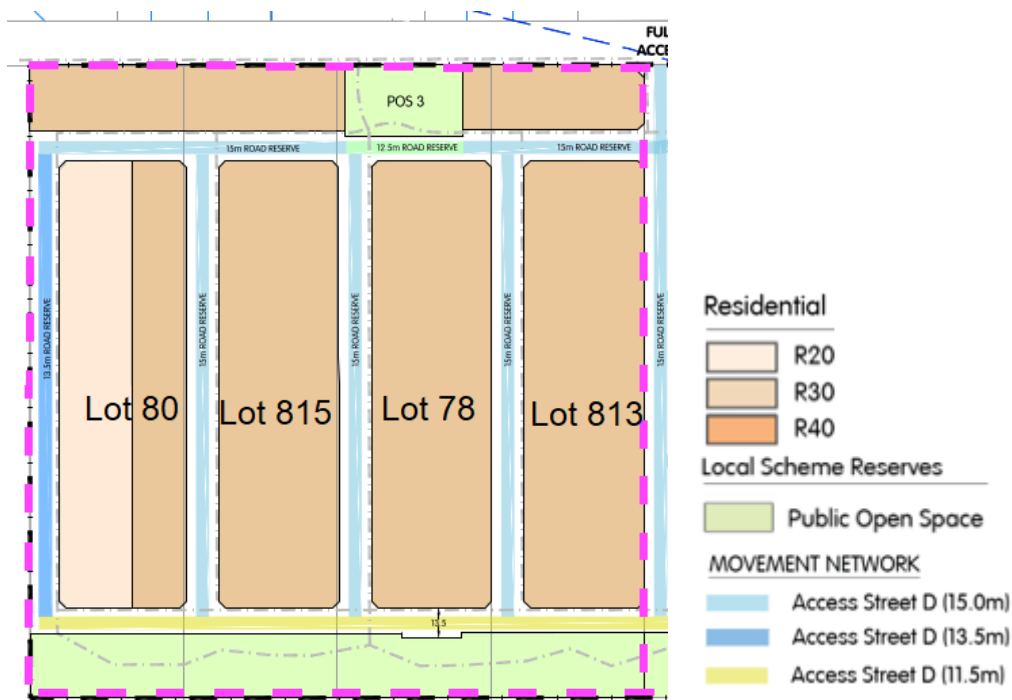 FUL
ACCE
POS 3
15m ROAD RESERVE
12.5m ROAD RESERVE
15m ROAD RESERVE
13.5m ROAD RESERVE
15m ROAD RESERVE
15m ROAD RESERVE
15m ROAD RESERVE
15m ROAD RESERVE
Lot 80
Lot 815
Lot 78
Lot 813
Residential
R20
R30
R40
Local Scheme Reserves
Public Open Space
MOVEMENT NETWORK
Access Street D (15.0m)
Access Street D (13.5m)
Access Street D (11.5m)